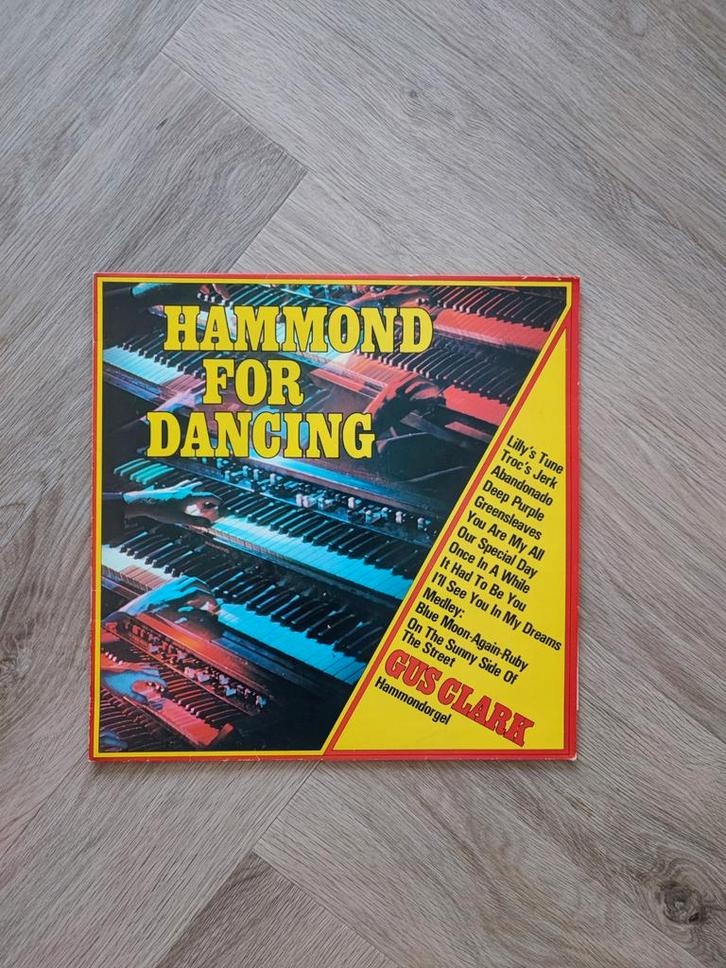 HAMMOND
FOR
DANCING
Lilly's Tune
Troc's Jerk
Abandonado
Deep Purple
Greensleaves
You Are My All
Our Special Day
Once In A While
It Had To Be You
I'll See You In My Dreams
Medley:
Blue Moon-Again-Ruby
On The Sunny Side Of
The Street
GUS CLARK
Hammondorgel